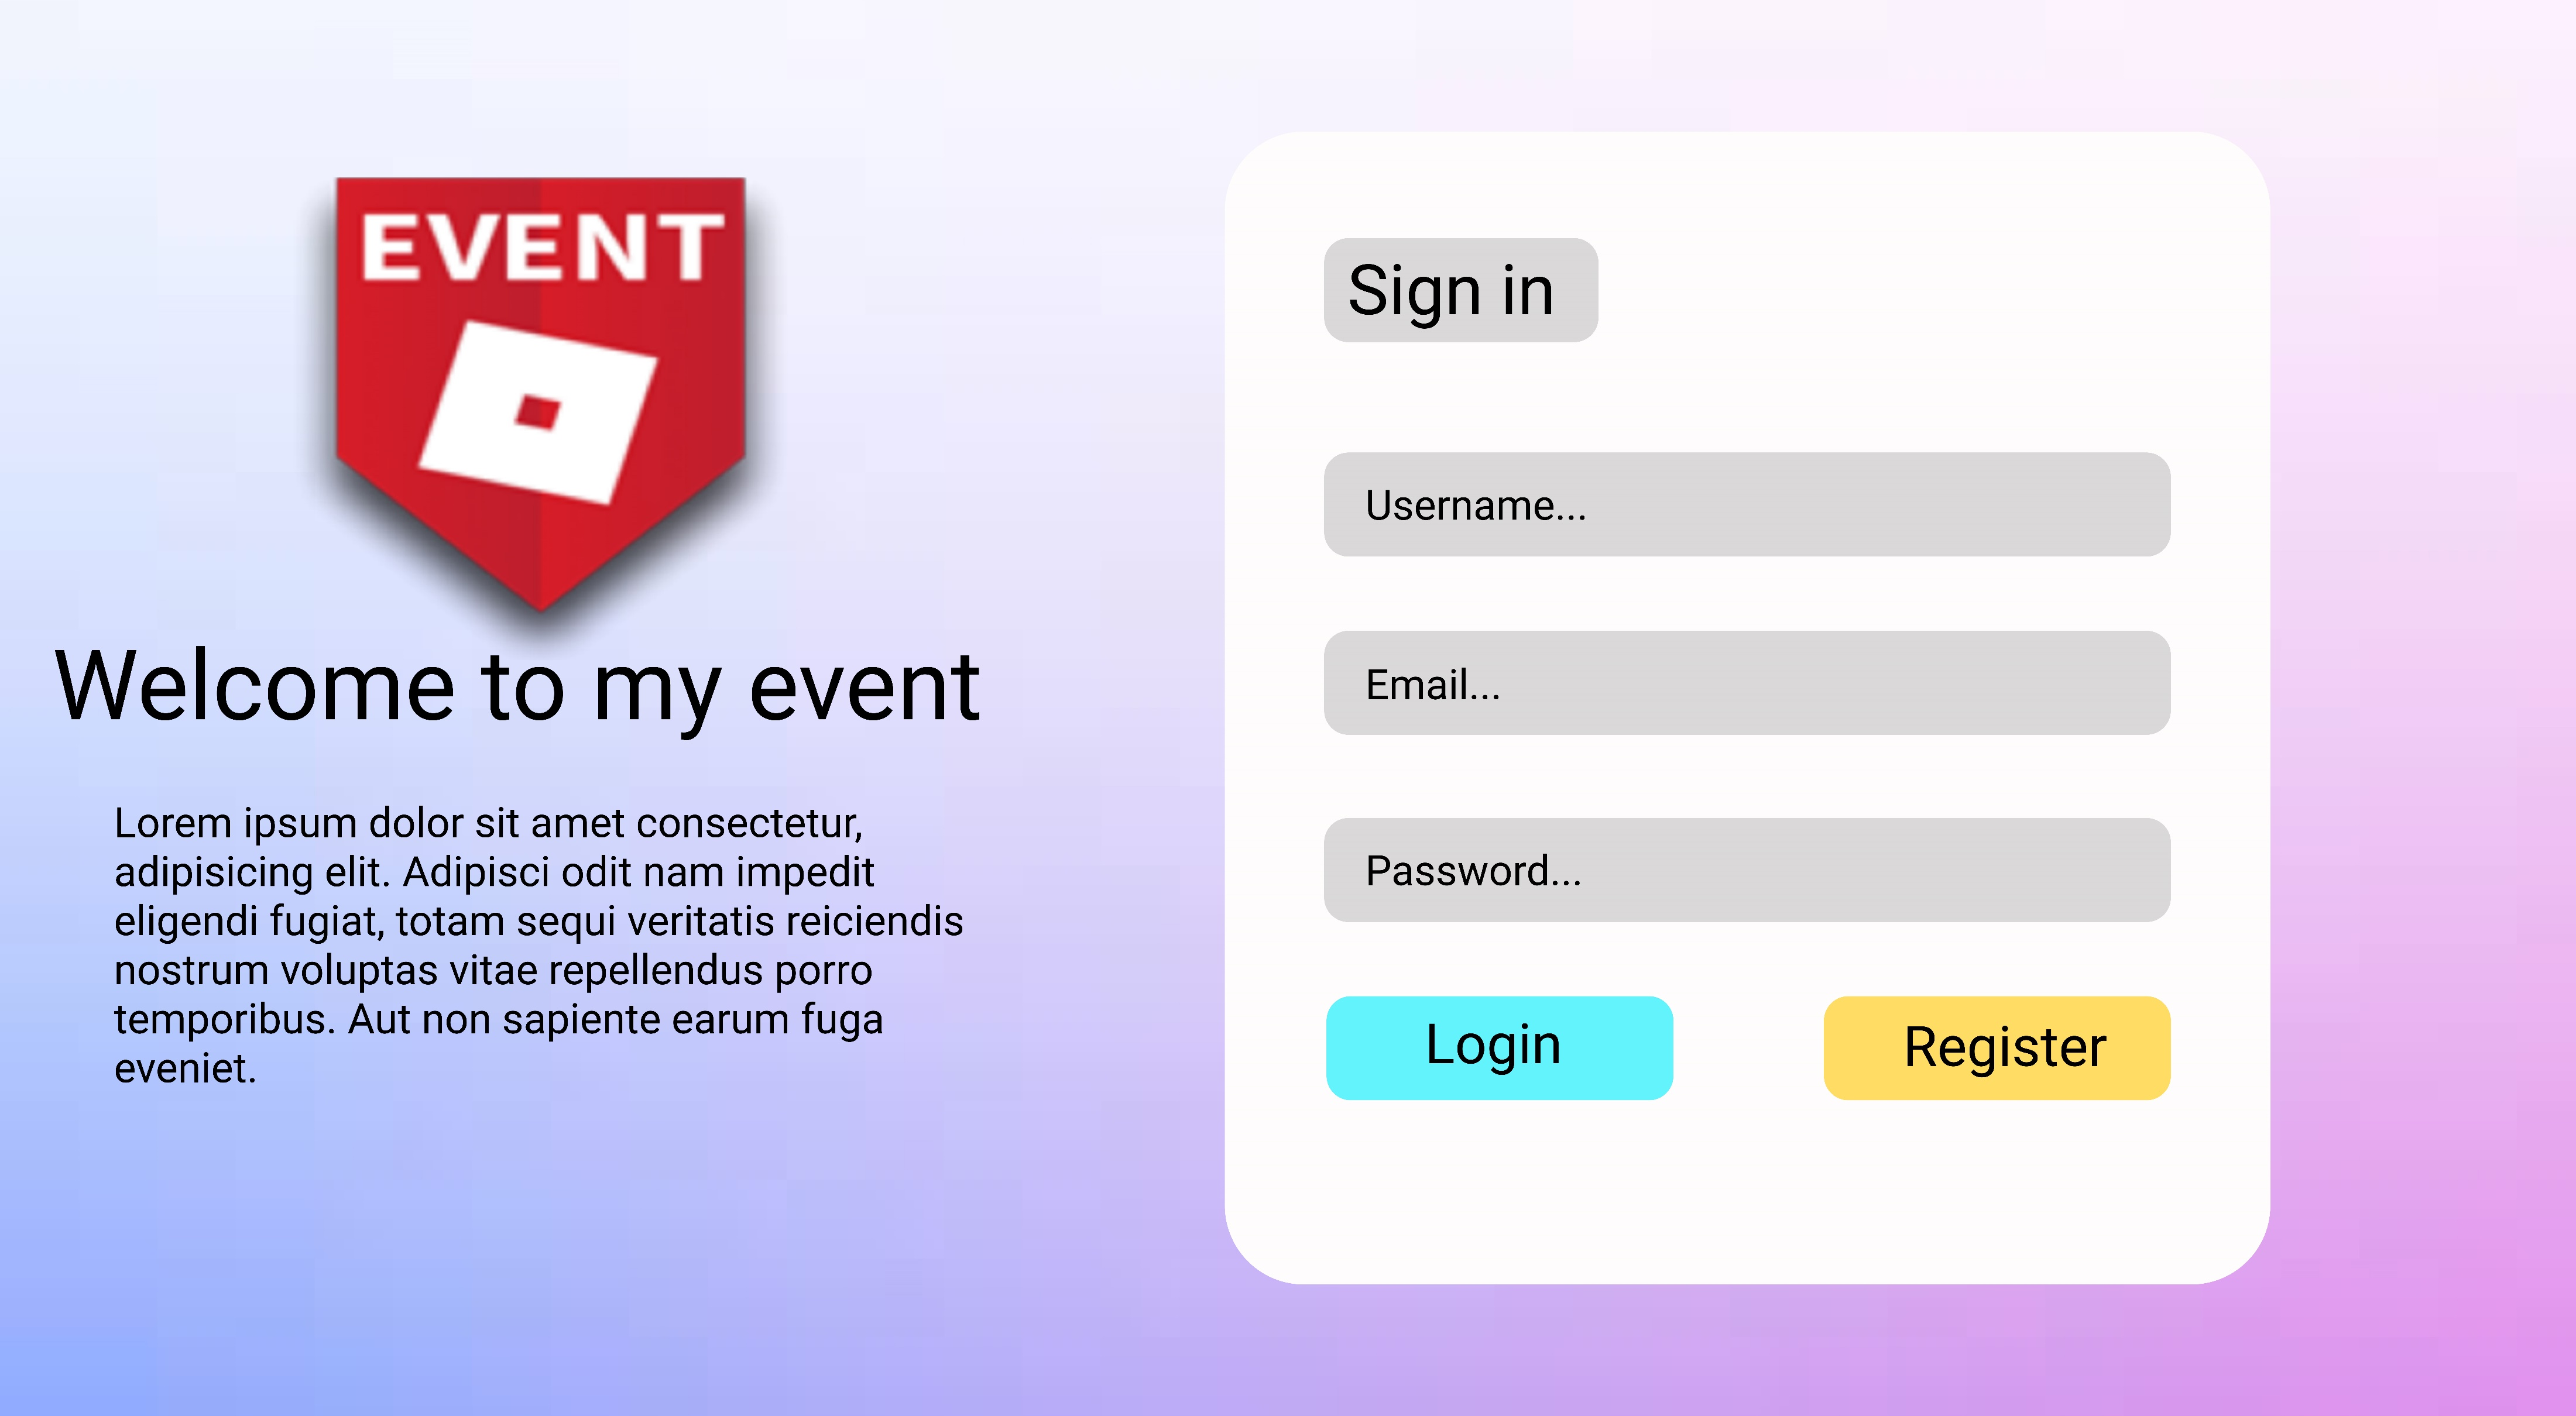 EVENT
Welcome to my event
Lorem ipsum dolor sit amet consectetur,
adipisicing elit. Adipisci odit nam impedit
eligendi fugiat, totam sequi veritatis reiciendis
nostrum voluptas vitae repellendus porro
temporibus. Aut non sapiente earum fuga
eveniet.
Sign in
Username...
Email...
Password...
Login
Register